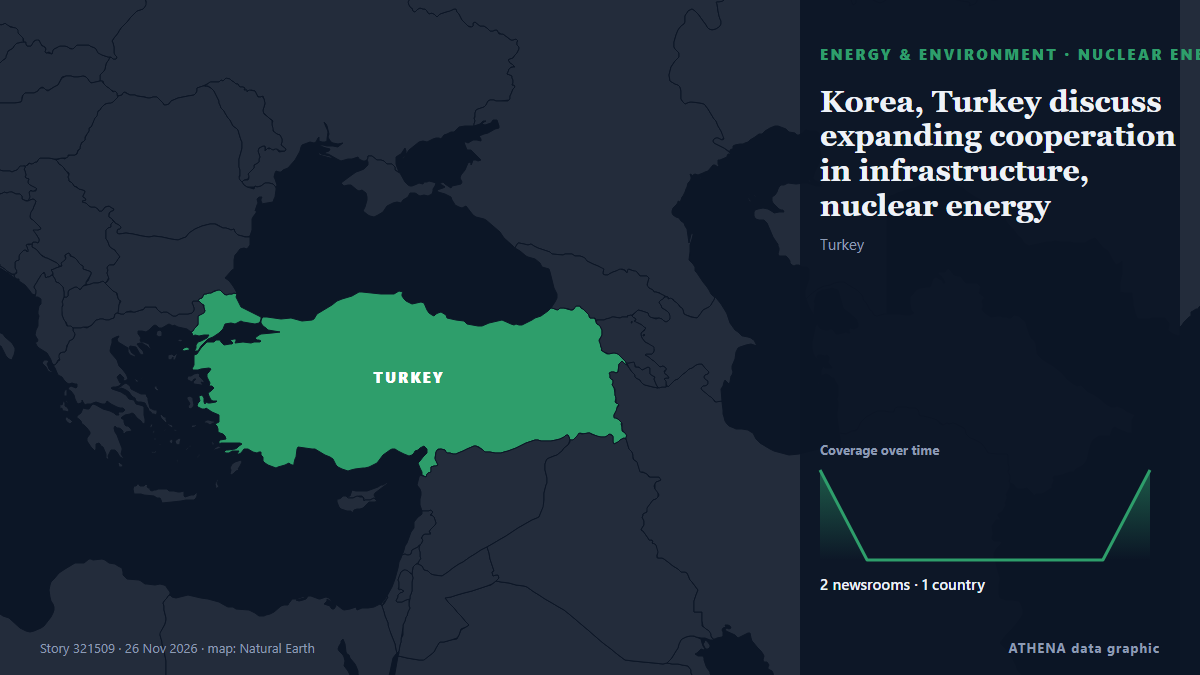 ENERGY & ENVIRONMENT · NUCLEAR ENE
Korea, Turkey discuss
expanding cooperation
in infrastructure,
nuclear energy
Turkey
TURKEY
Coverage over time
2 newsrooms · 1 country
Story 321509 · 26 Nov 2026 · map: Natural Earth
ATHENA data graphic